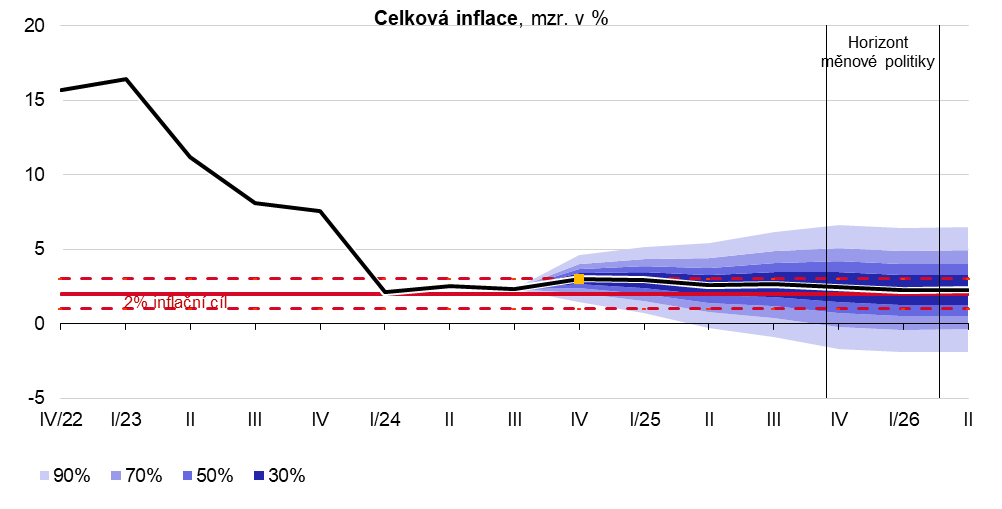 Celková inflace, mzr. v %
20
15
10
5
0
-5
Horizont
měnové politiky
2% inflační cíl
IV/22 I/23 II III IV I/24 II III IV I/25 II III IV I/26 II
90% 70% 50% 30%